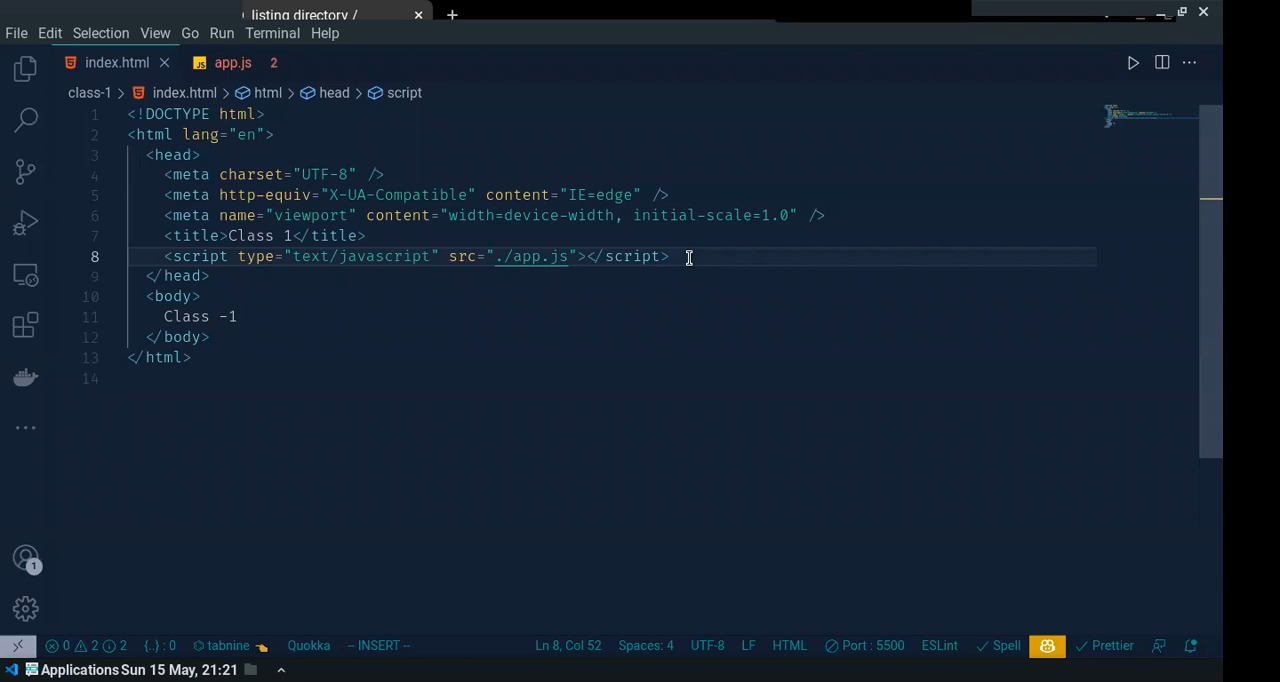 listing directory /
File Edit Selection View Go Run Terminal Help
index.html app.js 2
class-1 > index.html > html > head > script
1 <!DOCTYPE html>
2 <html lang="en">
3 <head>
4 <meta charset="UTF-8" />
5 <meta http-equiv="X-UA-Compatible" content="IE=edge" />
6 <meta name="viewport" content="width=device-width, initial-scale=1.0" />
7 <title>Class 1</title>
8 <script type="text/javascript" src="./app.js"></script>
9 </head>
10 <body>
11 Class -1
12 </body>
13 </html>
14
1
0 2 2 {..} : 0 tabnine Quokka -- INSERT -- Ln 8, Col 52 Spaces: 4 UTF-8 LF HTML Port : 5500 ESLint Spell Prettier
Applications Sun 15 May, 21:21